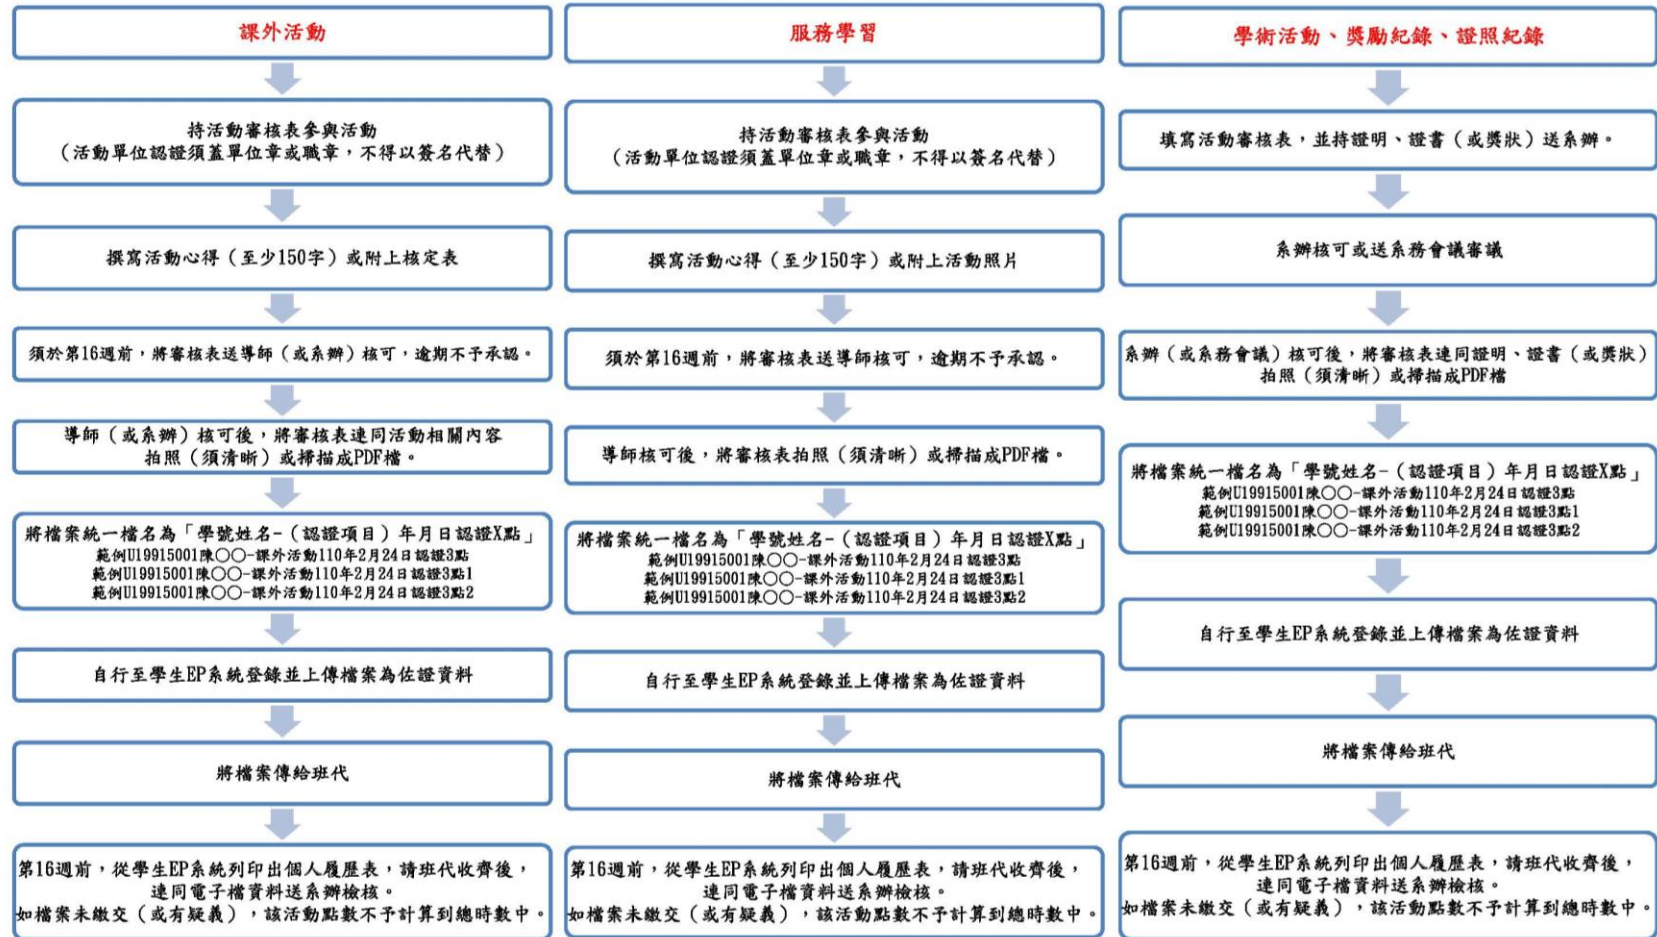 課外活動
持活動審核表參與活動
（活動單位認證須蓋單位章或職章，不得以簽名代替）
撰寫活動心得（至少150字）或附上核定表
須於第16週前，將審核表送導師（或系辦）核可，逾期不予承認。
導師（或系辦）核可後，將審核表連同活動相關內容
拍照（須清晰）或掃描成PDF檔。
將檔案統一檔名為「學號姓名-（認證項目）年月日認證X點」
範例U19915001陳○○-課外活動110年2月24日認證3點
範例U19915001陳○○-課外活動110年2月24日認證3點1
範例U19915001陳○○-課外活動110年2月24日認證3點2
自行至學生EP系統登錄並上傳檔案為佐證資料
將檔案傳給班代
第16週前，從學生EP系統列印出個人履歷表，請班代收齊後，
連同電子檔資料送系辦檢核。
如檔案未繳交（或有疑義），該活動點數不予計算到總時數中。
服務學習
持活動審核表參與活動
（活動單位認證須蓋單位章或職章，不得以簽名代替）
撰寫活動心得（至少150字）或附上活動照片
須於第16週前，將審核表送導師核可，逾期不予承認。
導師核可後，將審核表拍照（須清晰）或掃描成PDF檔。
將檔案統一檔名為「學號姓名-（認證項目）年月日認證X點」
範例U19915001陳○○-課外活動110年2月24日認證3點
範例U19915001陳○○-課外活動110年2月24日認證3點1
範例U19915001陳○○-課外活動110年2月24日認證3點2
自行至學生EP系統登錄並上傳檔案為佐證資料
將檔案傳給班代
第16週前，從學生EP系統列印出個人履歷表，請班代收齊後，
連同電子檔資料送系辦檢核。
如檔案未繳交（或有疑義），該活動點數不予計算到總時數中。
學術活動、獎勵紀錄、證照紀錄
填寫活動審核表，並持證明、證書（或獎狀）送系辦。
系辦核可或送系務會議審議
系辦（或系務會議）核可後，將審核表連同證明、證書（或獎狀）
拍照（須清晰）或掃描成PDF檔
將檔案統一檔名為「學號姓名-（認證項目）年月日認證X點」
範例U19915001陳○○-課外活動110年2月24日認證3點
範例U19915001陳○○-課外活動110年2月24日認證3點1
範例U19915001陳○○-課外活動110年2月24日認證3點2
自行至學生EP系統登錄並上傳檔案為佐證資料
將檔案傳給班代
第16週前，從學生EP系統列印出個人履歷表，請班代收齊後，
連同電子檔資料送系辦檢核。
如檔案未繳交（或有疑義），該活動點數不予計算到總時數中。